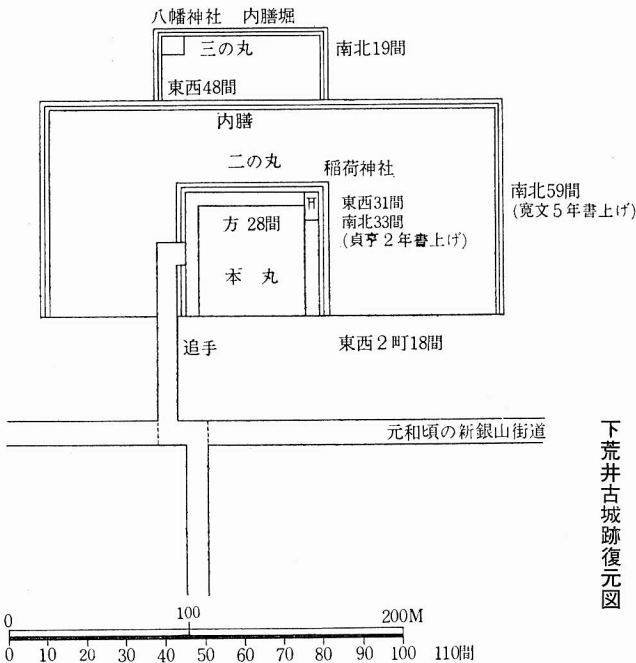 八幡神社　内膳堀
三の丸
南北19間
東西48間
内膳
二の丸
稲荷神社
東西31間
南北33間
(貞亨２年書上げ)
南北59間
(寛文５年書上げ)
方 28間
本 丸
追手
東西２町18間
元和頃の新銀山街道
下荒井古城跡復元図
0 100 200M
0 10 20 30 40 50 60 70 80 90 100 110間